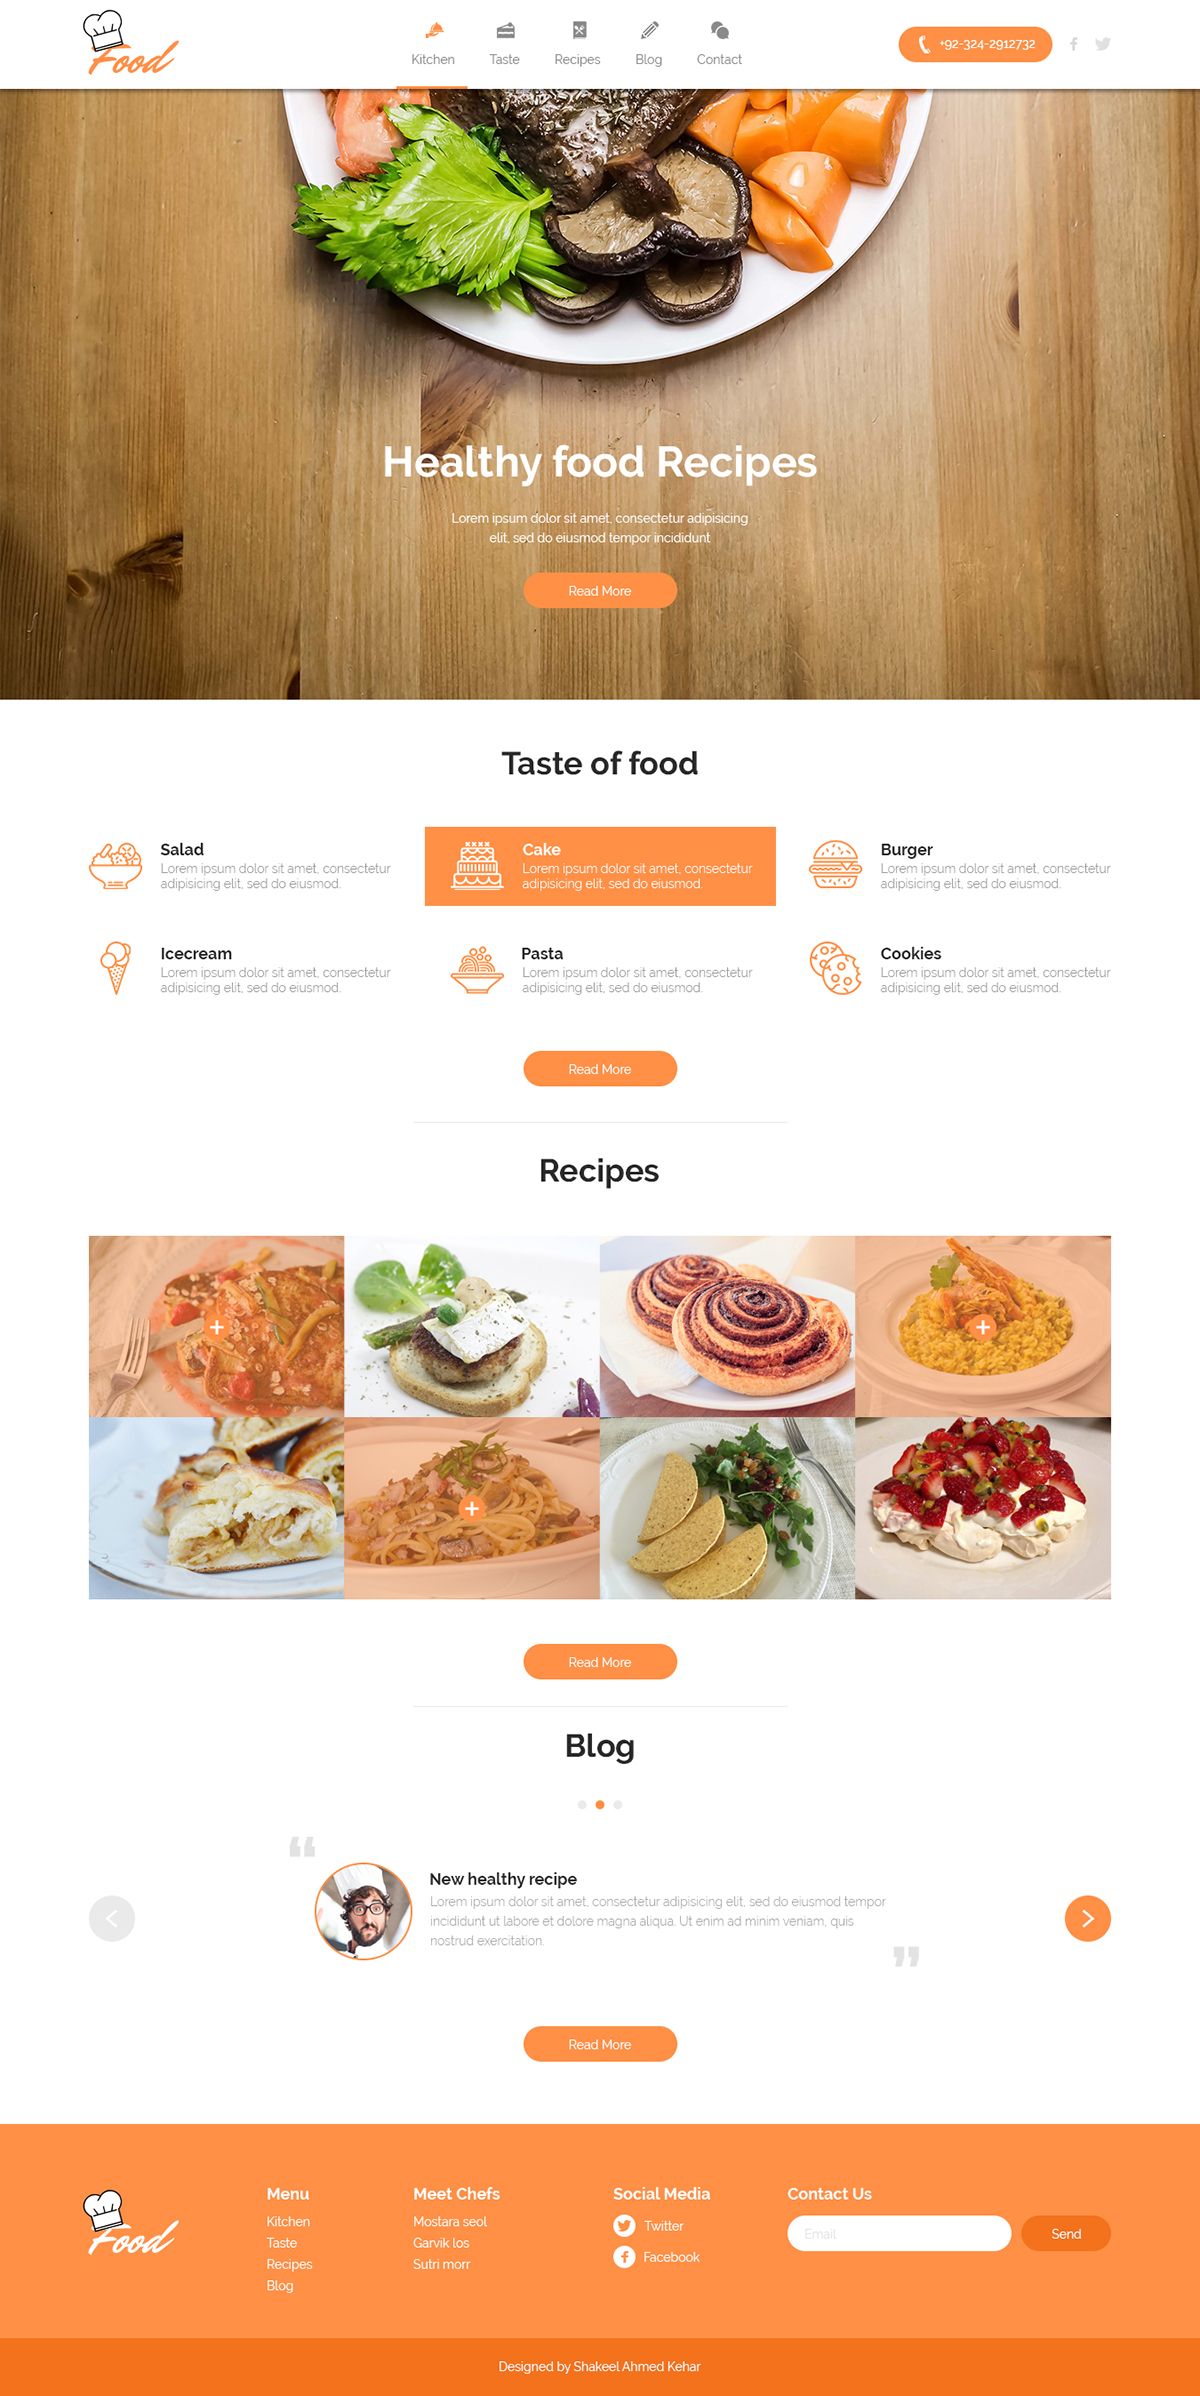 Food
Kitchen
Taste
Recipes
Blog
Contact
+92-324-2912732
Healthy food Recipes
Lorem ipsum dolor sit amet, consectetur adipisicing
elit, sed do eiusmod tempor incididunt
Read More
Taste of food
Salad
Lorem ipsum dolor sit amet, consectetur
adipisicing elit, sed do eiusmod.
Cake
Lorem ipsum dolor sit amet, consectetur
adipisicing elit, sed do eiusmod.
Burger
Lorem ipsum dolor sit amet, consectetur
adipisicing elit, sed do eiusmod.
Icecream
Lorem ipsum dolor sit amet, consectetur
adipisicing elit, sed do eiusmod.
Pasta
Lorem ipsum dolor sit amet, consectetur
adipisicing elit, sed do eiusmod.
Cookies
Lorem ipsum dolor sit amet, consectetur
adipisicing elit, sed do eiusmod.
Read More
Recipes
Read More
Blog
New healthy recipe
Lorem ipsum dolor sit amet, consectetur adipisicing elit, sed do eiusmod tempor
incididunt ut labore et dolore magna aliqua. Ut enim ad minim veniam, quis
nostrud exercitation.
Read More
Food
Menu
Kitchen
Taste
Recipes
Blog
Meet Chefs
Mostara seol
Garvik los
Sutri morr
Social Media
Twitter
Facebook
Contact Us
Email
Send
Designed by Shakeel Ahmed Kehar